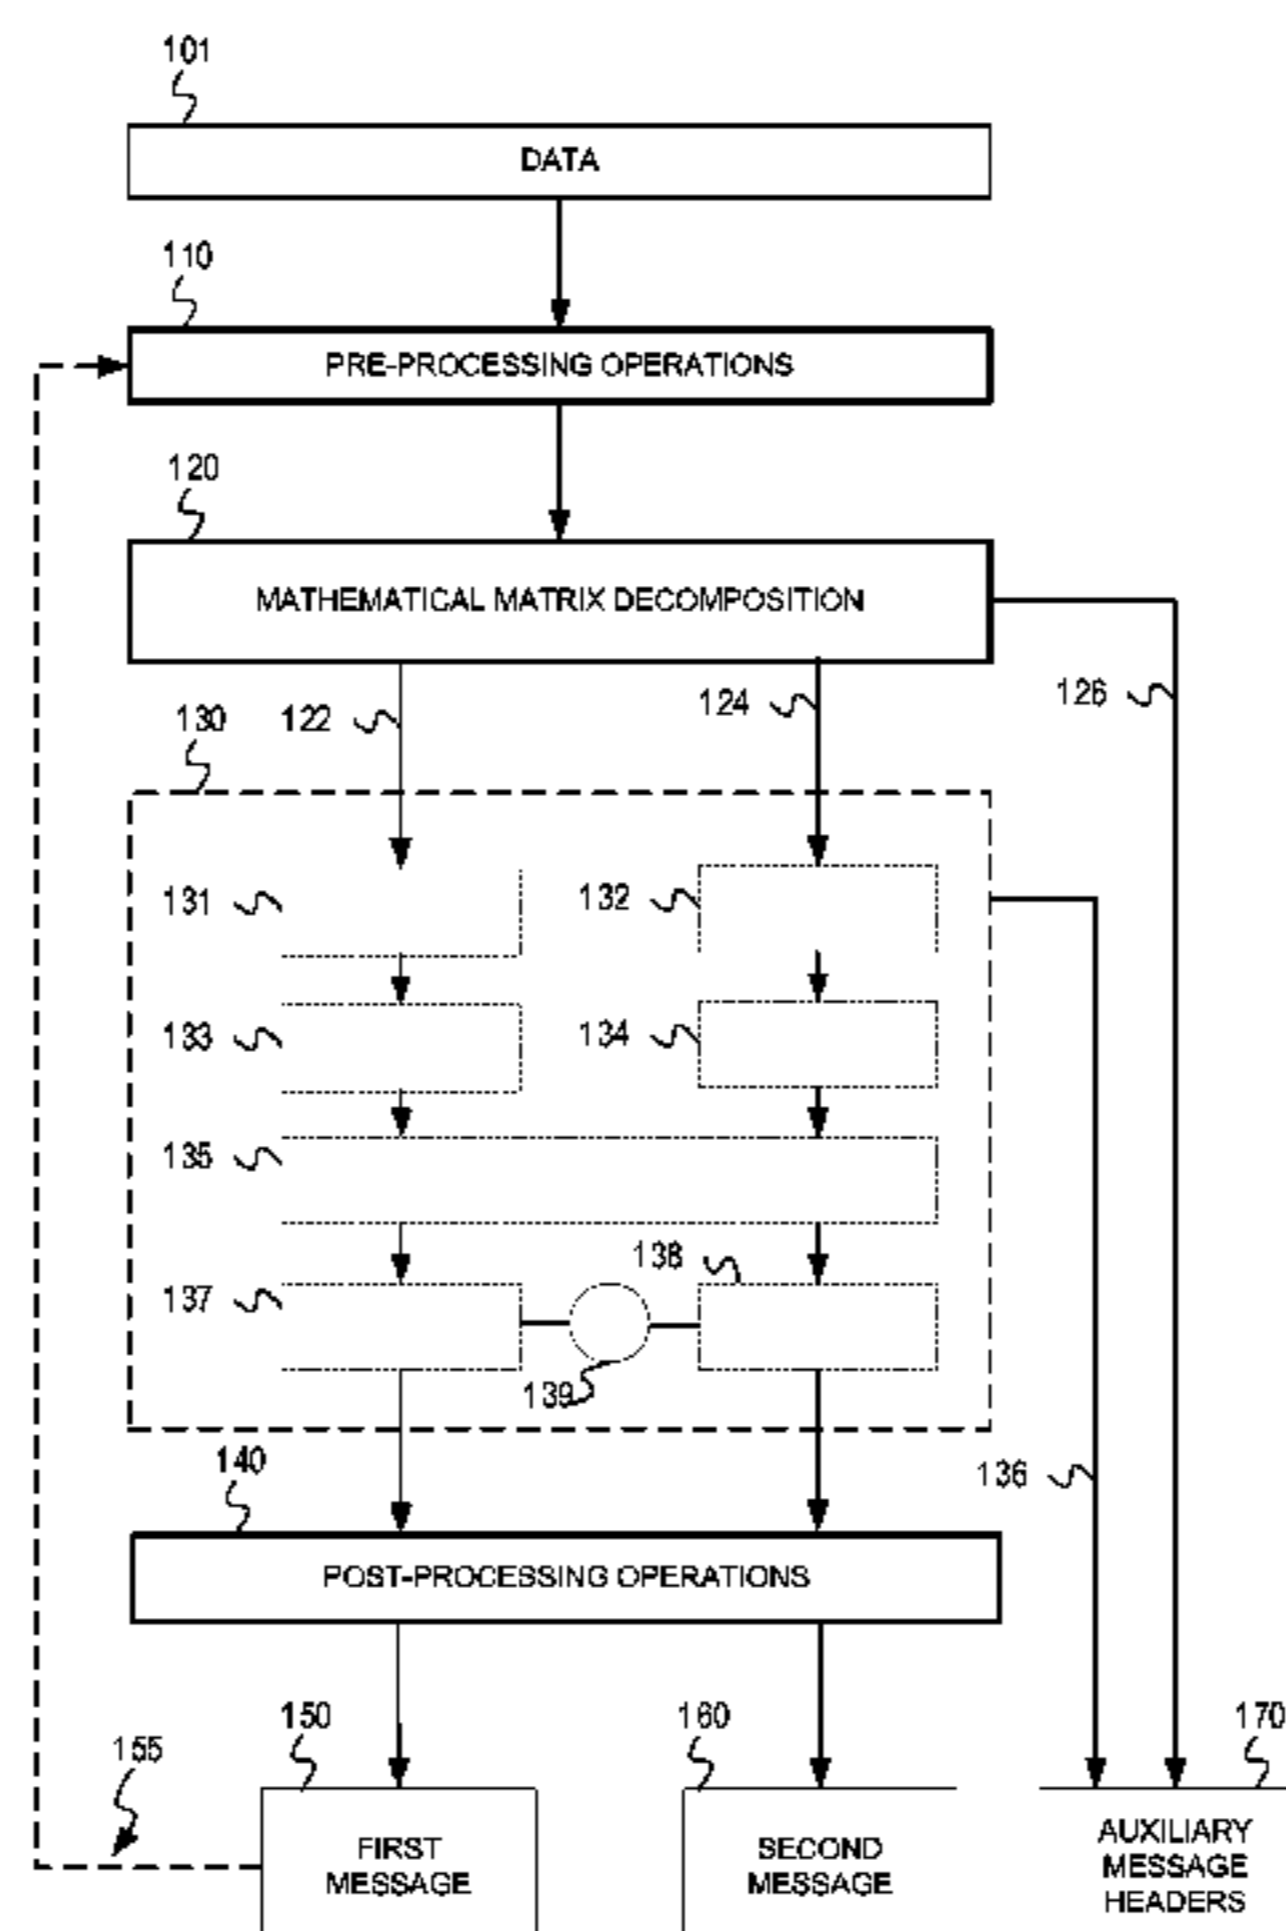 101
DATA
110
PRE-PROCESSING OPERATIONS
120
MATHEMATICAL MATRIX DECOMPOSITION
122
124
126
130
131
132
133
134
135
138
137
139
136
140
POST-PROCESSING OPERATIONS
150
160
170
155
FIRST
MESSAGE
SECOND
MESSAGE
AUXILIARY
MESSAGE
HEADERS